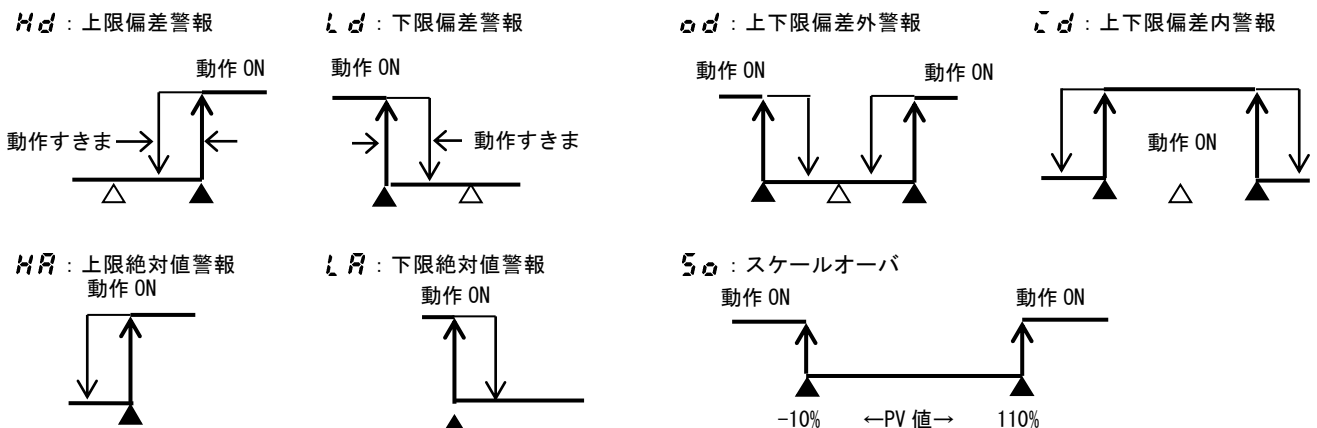 Hd：上限偏差警報
Ld：下限偏差警報
od：上下限偏差外警報
id：上下限偏差内警報
動作 ON
動作 ON
動作 ON
動作 ON
動作すきま
動作すきま
動作 ON
HA：上限絶対値警報
LA：下限絶対値警報
So：スケールオーバ
動作 ON
動作 ON
動作 ON
動作 ON
-10%
←PV 値→
110%